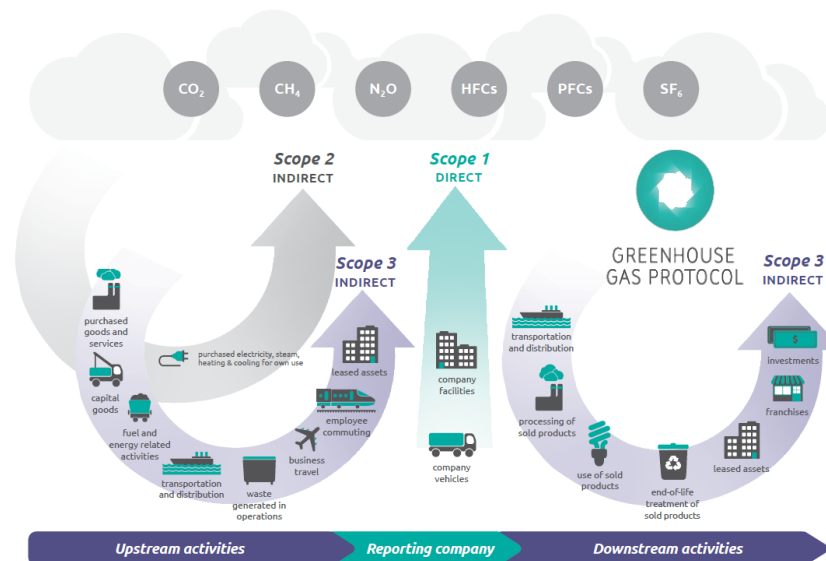 CO₂
CH₄
N₂O
HFCs
PFCs
SF₆
Scope 2
INDIRECT
Scope 1
DIRECT
GREENHOUSE
GAS PROTOCOL
Scope 3
INDIRECT
Scope 3
INDIRECT
purchased
goods and
services
capital
goods
fuel and
energy related
activities
transportation
and distribution
waste
generated in
operations
business
travel
employee
commuting
leased assets
purchased electricity, steam,
heating & cooling for own use
company
facilities
company
vehicles
transportation
and distribution
processing of
sold products
use of sold
products
end-of-life
treatment of
sold products
leased assets
franchises
$
investments
Upstream activities
Reporting company
Downstream activities